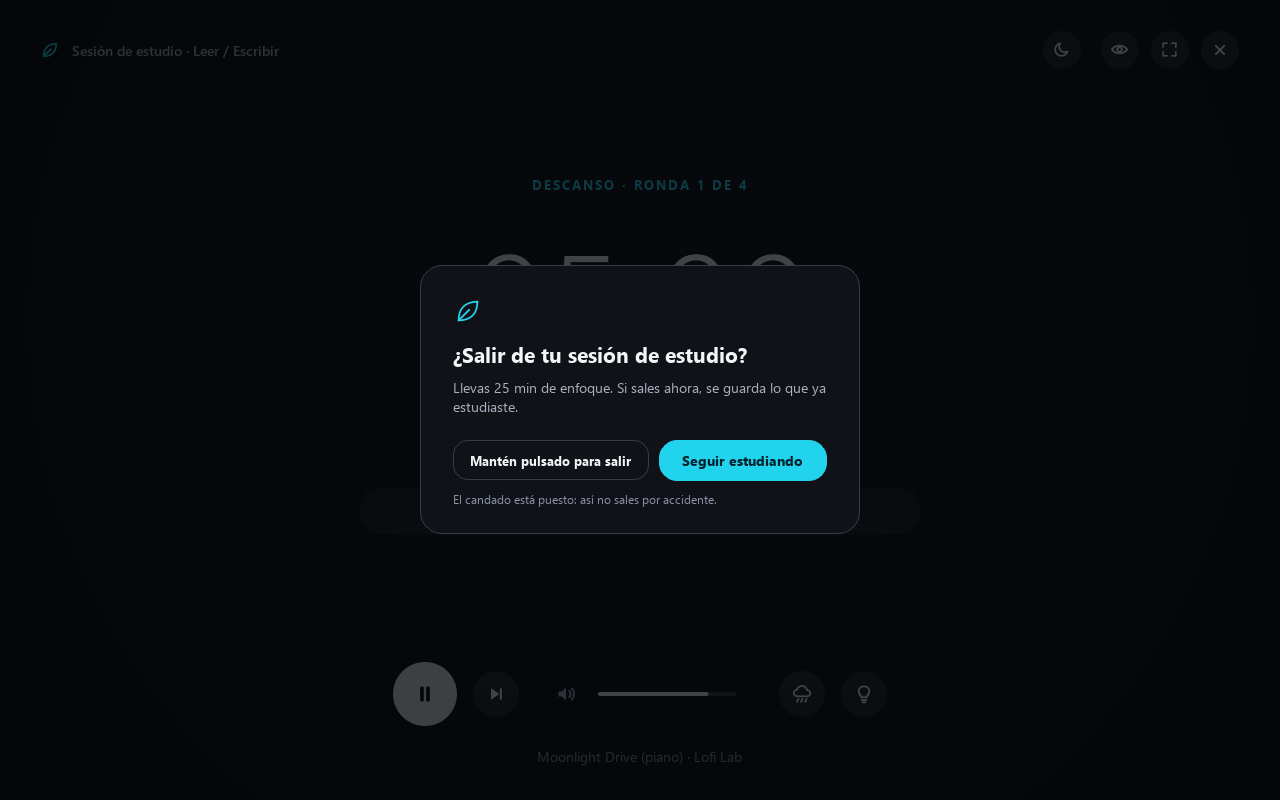 Sesión de estudio · Leer / Escribir
DESCANSO · RONDA 1 DE 4
¿Salir de tu sesión de estudio?
Llevas 25 min de enfoque. Si sales ahora, se guarda lo que ya
estudiaste.
Mantén pulsado para salir
Seguir estudiando
El candado está puesto: así no sales por accidente.
Moonlight Drive (piano) · Lofi Lab